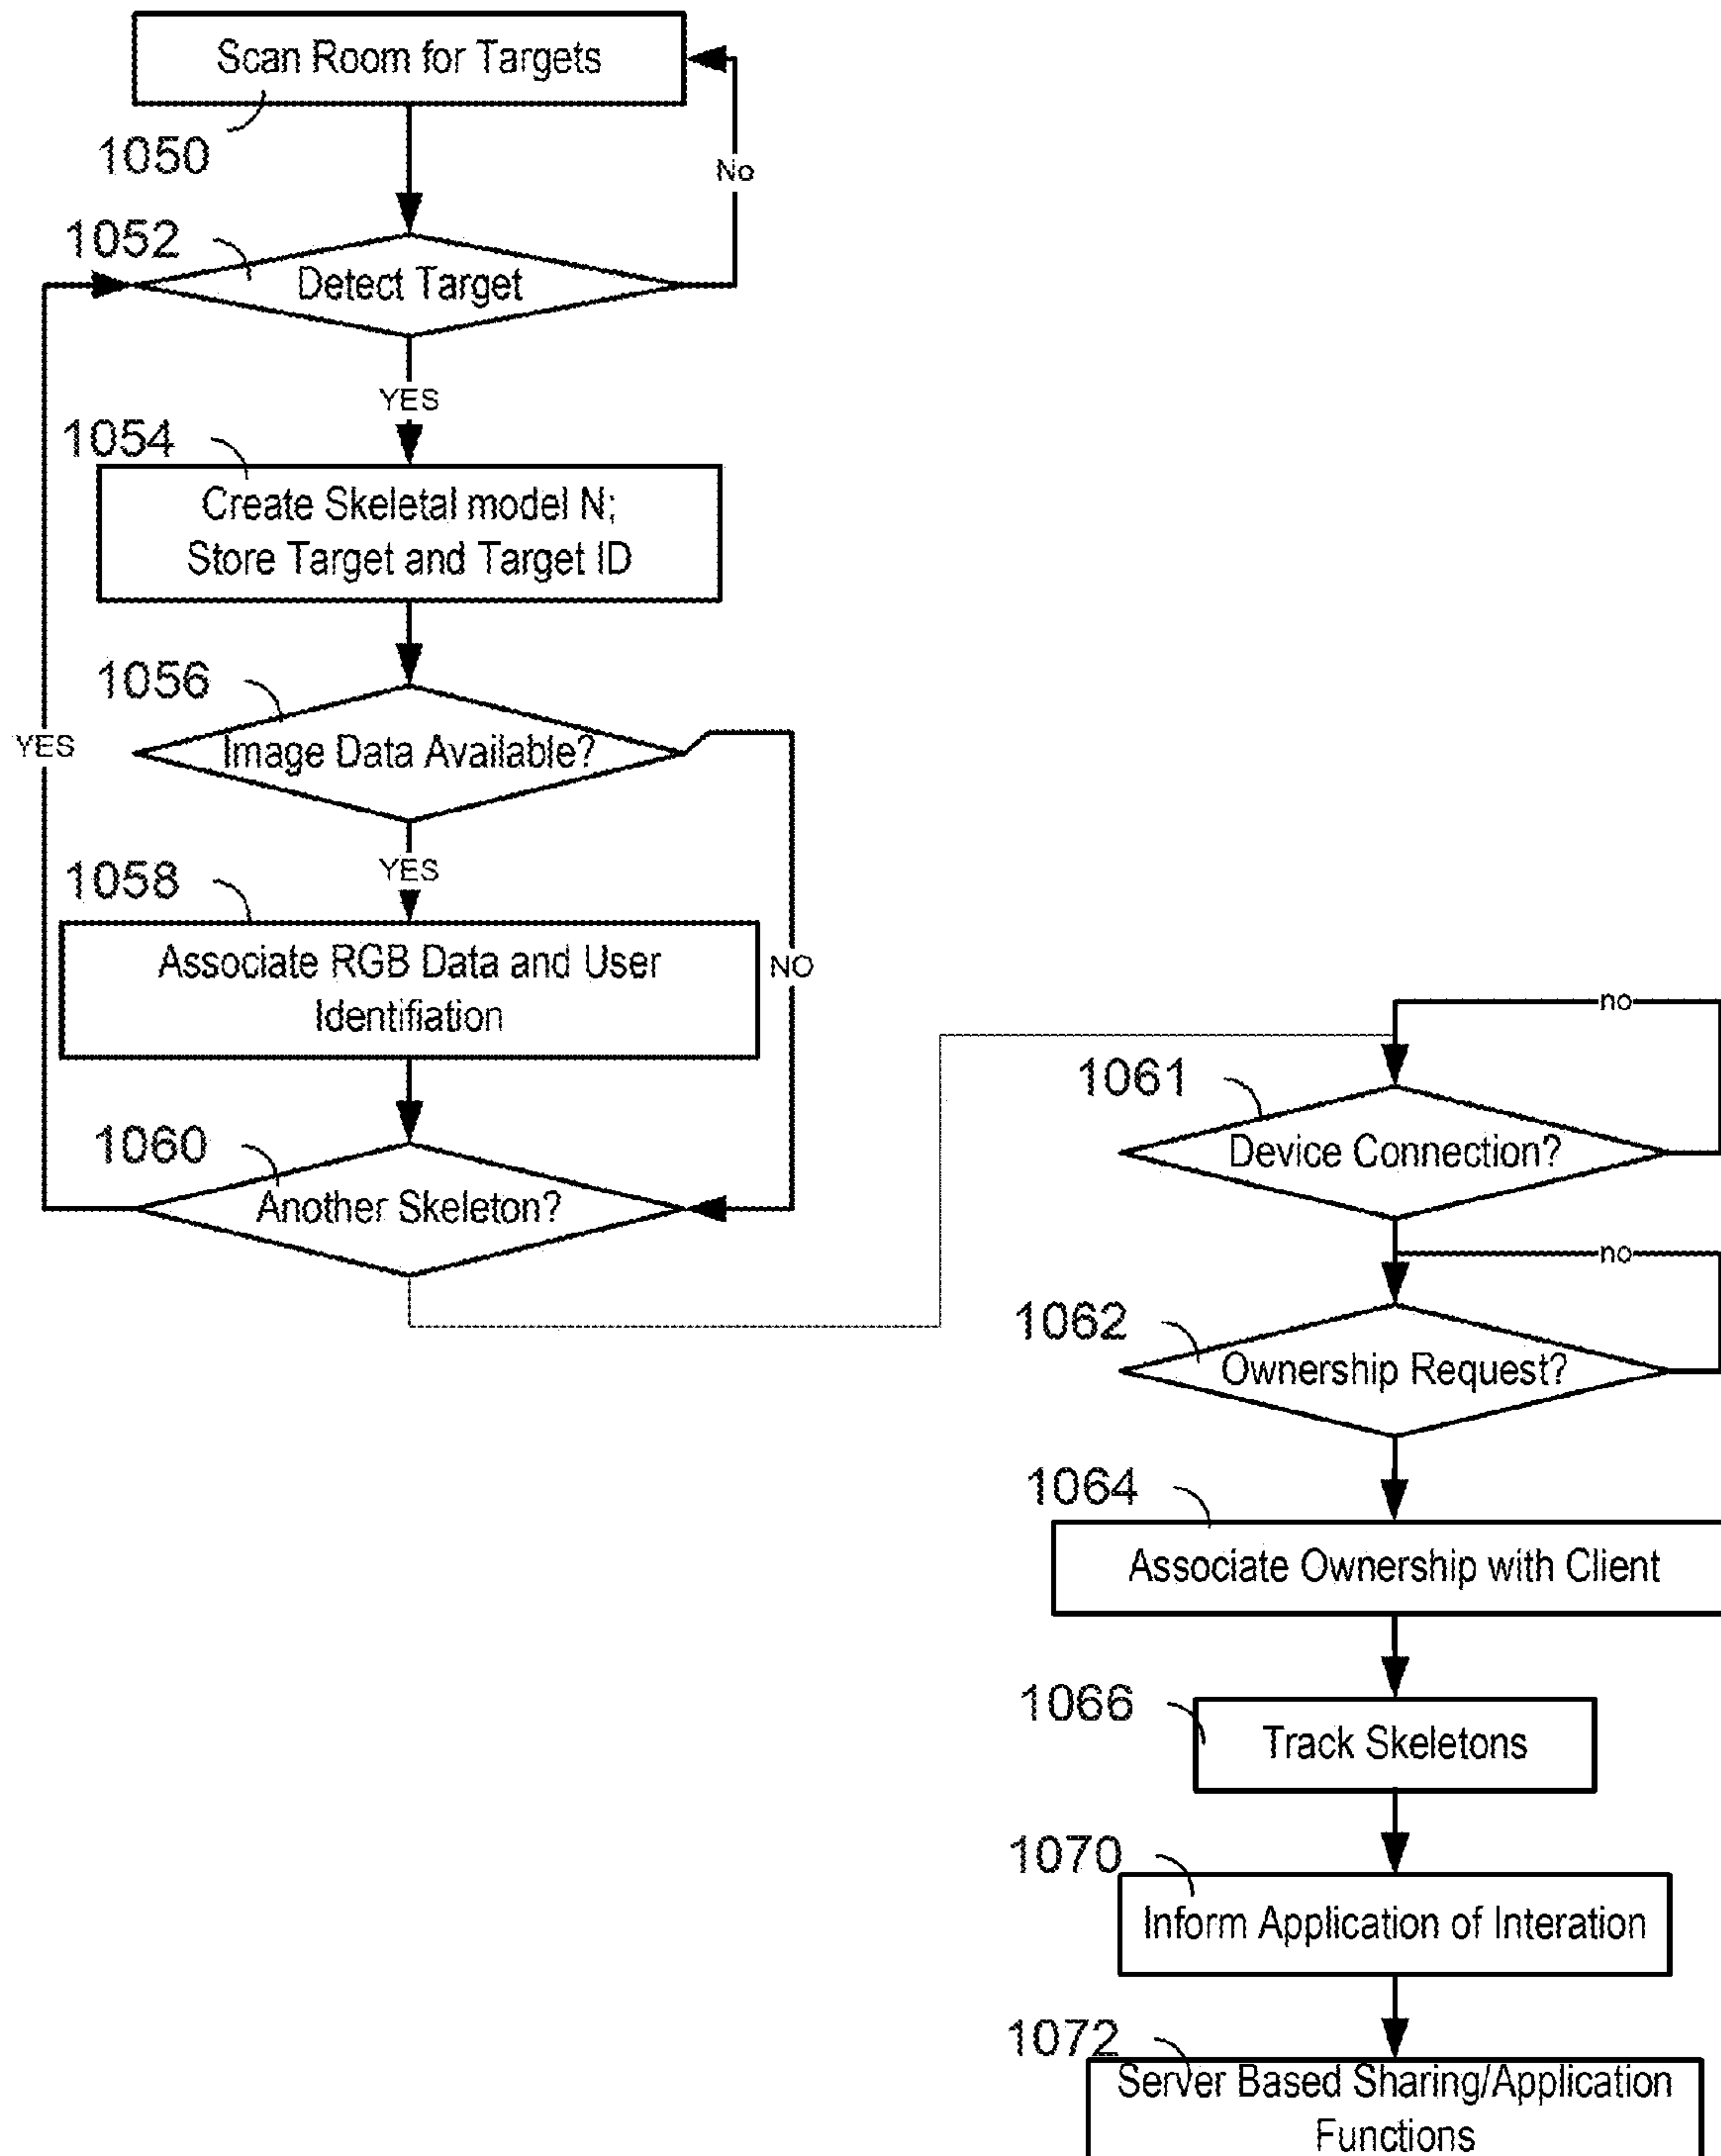 Scan Room for Targets
1050
No
1052
Detect Target
YES
1054
Create Skeletal model N;
Store Target and Target ID
1056
Image Data Available?
YES
YES
1058
Associate RGB Data and User
Identifiation
NO
1060
Another Skeleton?
no
1061
Device Connection?
no
1062
Ownership Request?
1064
Associate Ownership with Client
1066
Track Skeletons
1070
Inform Application of Interation
1072
Server Based Sharing/Application
Functions